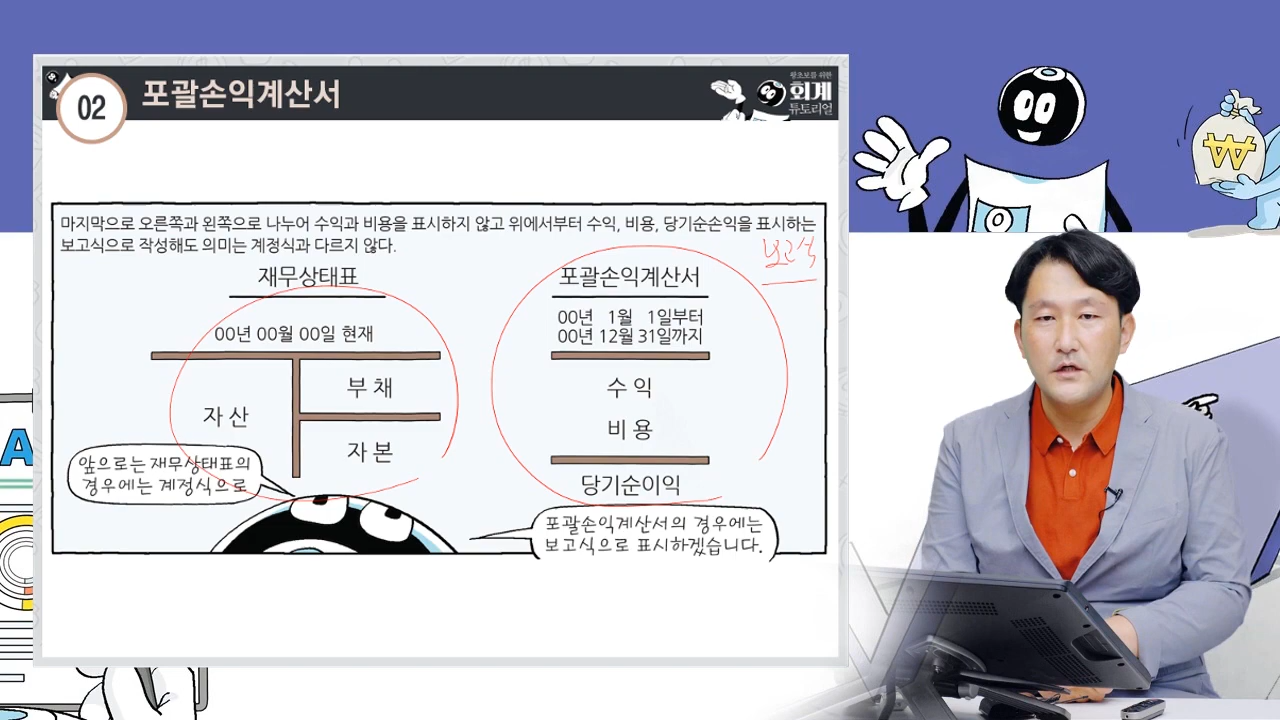 02
포괄손익계산서
왕초보를 위한
회계
튜토리얼
마지막으로 오른쪽과 왼쪽으로 나누어 수익과 비용을 표시하지 않고 위에서부터 수익, 비용, 당기순손익을 표시하는
보고식으로 작성해도 의미는 계정식과 다르지 않다.
보고식
재무상태표
00년 00월 00일 현재
자 산
부 채
자 본
포괄손익계산서
00년 1월 1일부터
00년 12월 31일까지
수 익
비 용
당기순이익
앞으로는 재무상태표의
경우에는 계정식으로
포괄손익계산서의 경우에는
보고식으로 표시하겠습니다.
₩
A